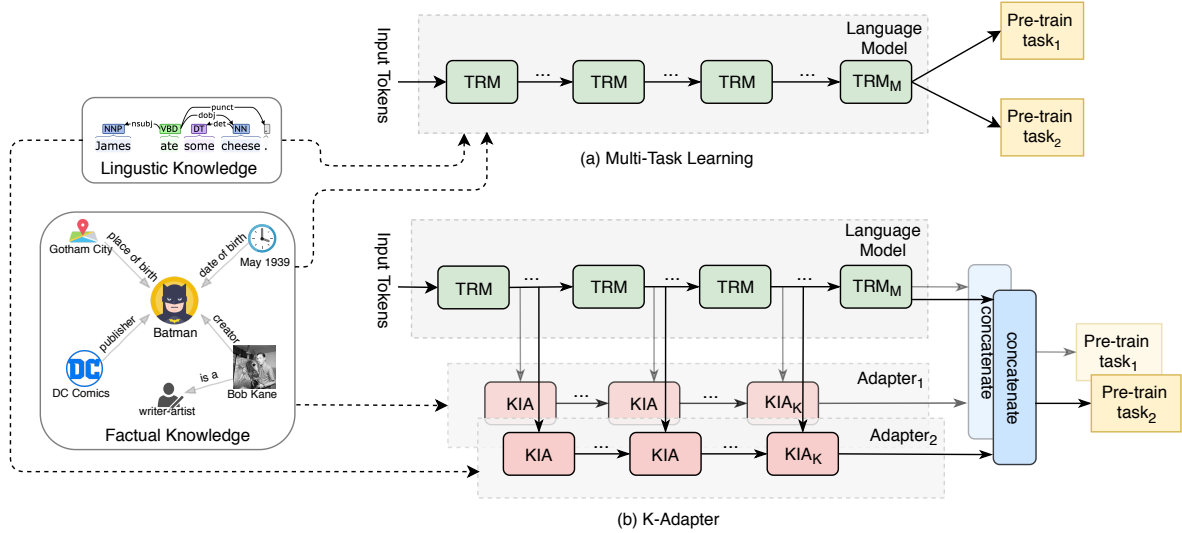 Input Tokens
Language
Model
TRM
...
TRM
...
TRM
...
TRM_M
Pre-train
task_1
Pre-train
task_2
(a) Multi-Task Learning
punct
dobj
nsubj
det
NNP
VBD
DT
NN
.
James
ate
some
cheese
.
Lingustic Knowledge
Gotham City
place of birth
date of birth
May 1939
Batman
publisher
creator
DC
DC Comics
is a
Bob Kane
writer-artist
Factual Knowledge
Input Tokens
Language
Model
TRM
...
TRM
...
TRM
...
TRM_M
Adapter_1
KIA
...
KIA
...
KIA_K
Adapter_2
KIA
...
KIA
...
KIA_K
concatenate
concatenate
Pre-train
task_1
Pre-train
task_2
(b) K-Adapter